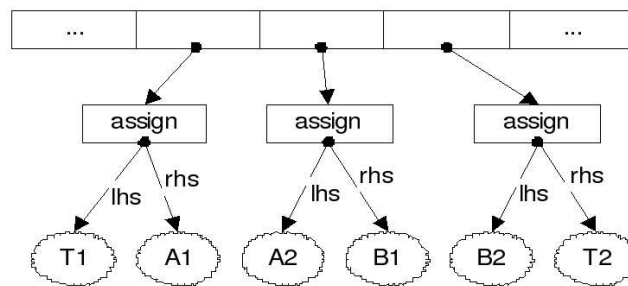 ... ...
assign assign assign
lhs rhs lhs rhs lhs rhs
T1 A1 A2 B1 B2 T2